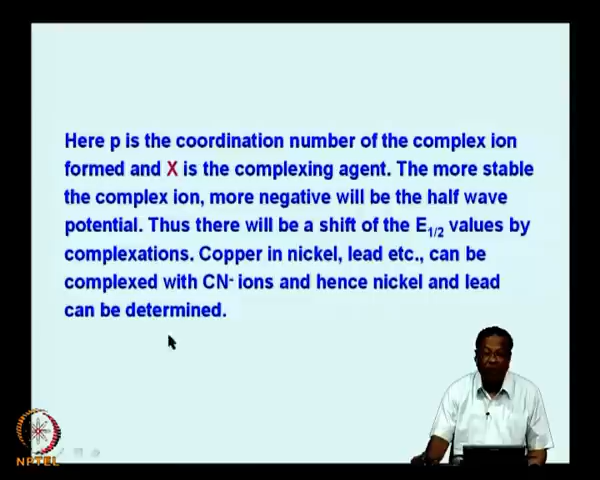 Here p is the coordination number of the complex ion
formed and X is the complexing agent. The more stable
the complex ion, more negative will be the half wave
potential. Thus there will be a shift of the E1/2 values by
complexations. Copper in nickel, lead etc., can be
complexed with CN- ions and hence nickel and lead
can be determined.
NPTEL